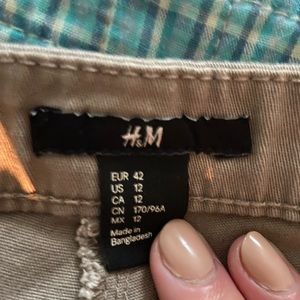 H&M
EUR 42
US 12
CA 12
CN 170/96A
MX 12
Made in
Bangladesh